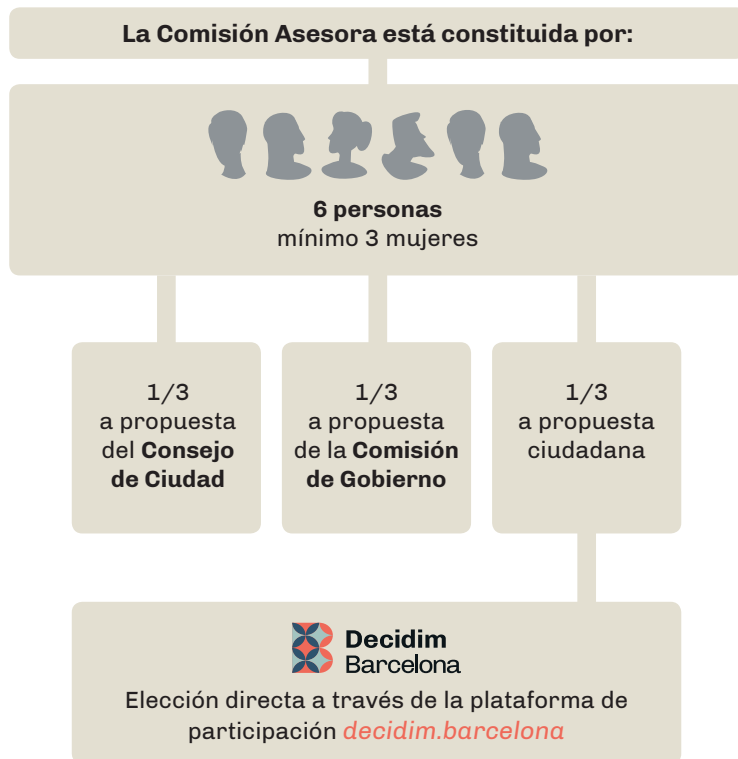 La Comisión Asesora está constituida por:
6 personas
mínimo 3 mujeres
1/3
a propuesta
del Consejo
de Ciudad
1/3
a propuesta
de la Comisión
de Gobierno
1/3
a propuesta
ciudadana
Decidim
Barcelona
Elección directa a través de la plataforma de
participación decidim.barcelona